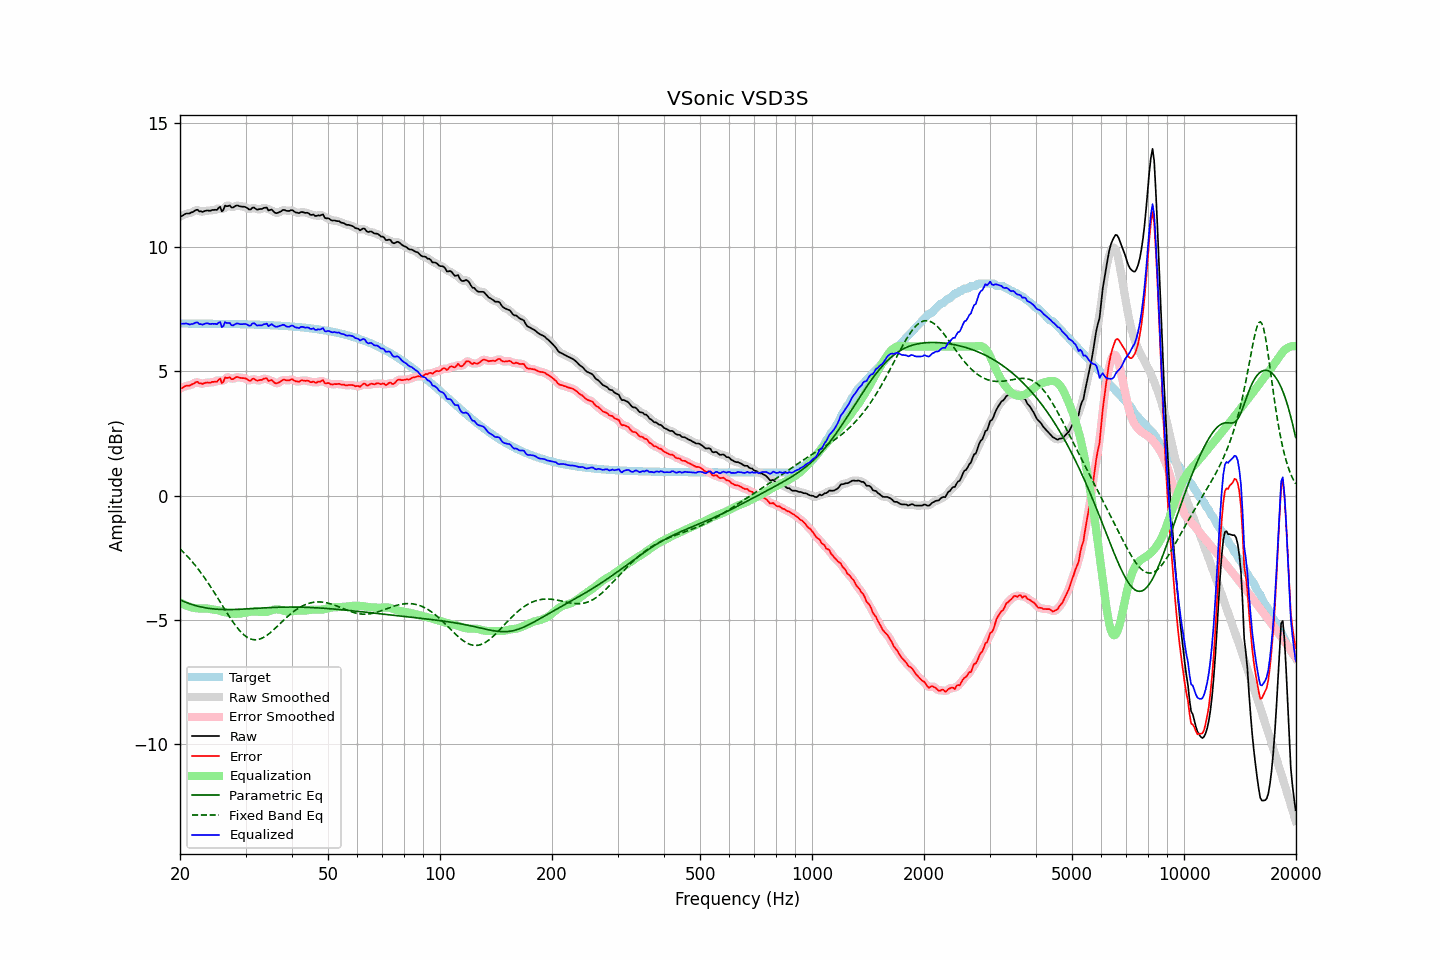 VSonic VSD3S
Amplitude (dBr)
15
10
5
0
−5
−10
Target
Raw Smoothed
Error Smoothed
Raw
Error
Equalization
Parametric Eq
Fixed Band Eq
Equalized
20 50 100 200 500 1000 2000 5000 10000 20000
Frequency (Hz)